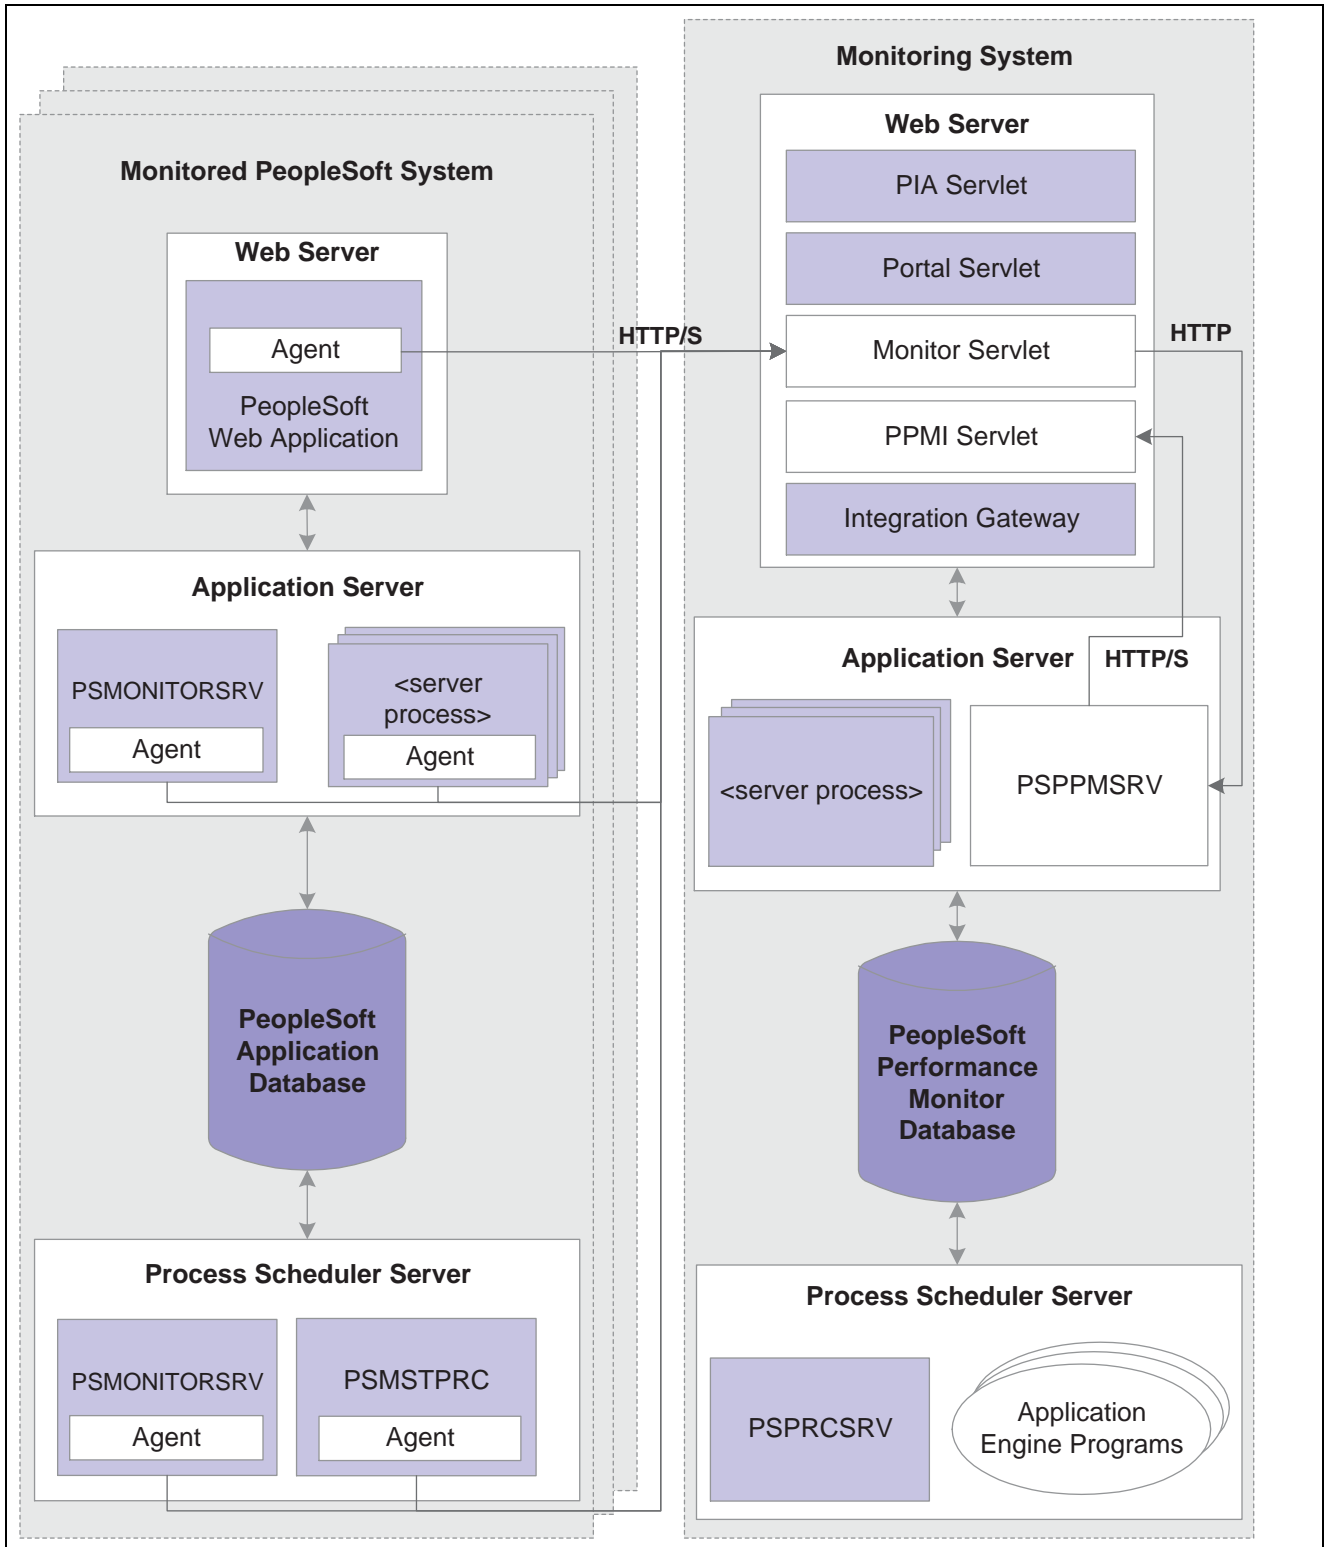 Monitored PeopleSoft System
Web Server
Agent
PeopleSoft
Web Application
Application Server
PSMONITORSRV
Agent
<server
process>
Agent
PeopleSoft
Application
Database
Process Scheduler Server
PSMONITORSRV
Agent
PSMSTPRC
Agent
HTTP/S
Monitoring System
Web Server
PIA Servlet
Portal Servlet
Monitor Servlet
HTTP
PPMI Servlet
Integration Gateway
Application Server
HTTP/S
<server process>
PSPPMSRV
PeopleSoft
Performance
Monitor
Database
Process Scheduler Server
PSPRCSRV
Application
Engine Programs